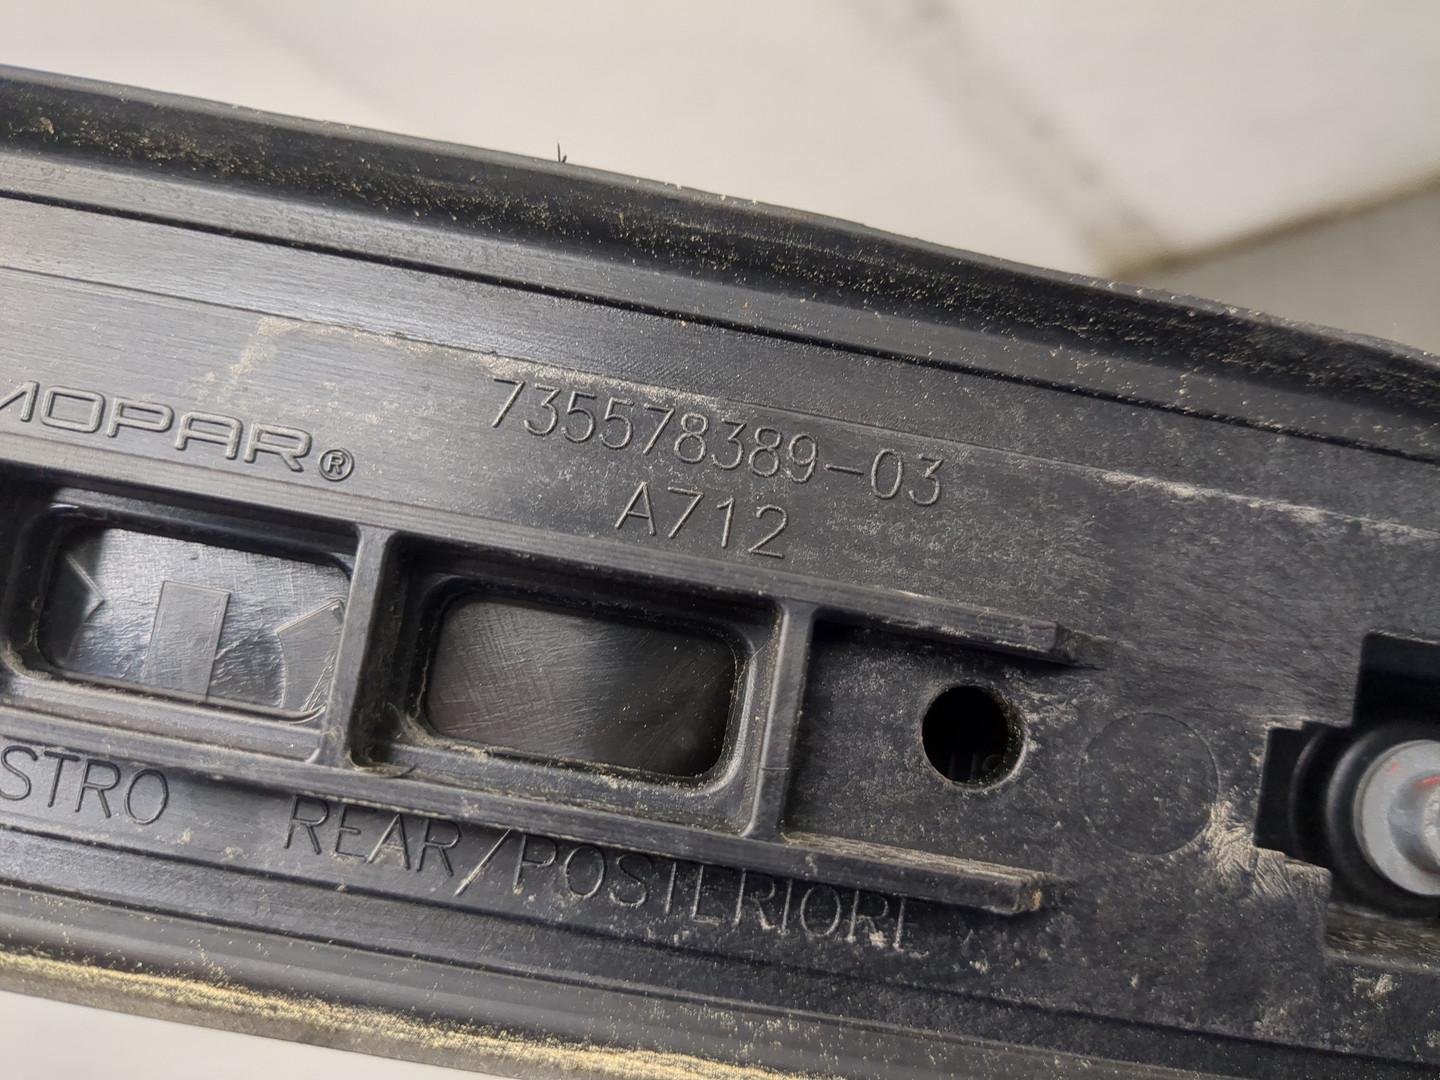 MOPAR®
735578389-03
A712
STRO REAR/POSTERIORE